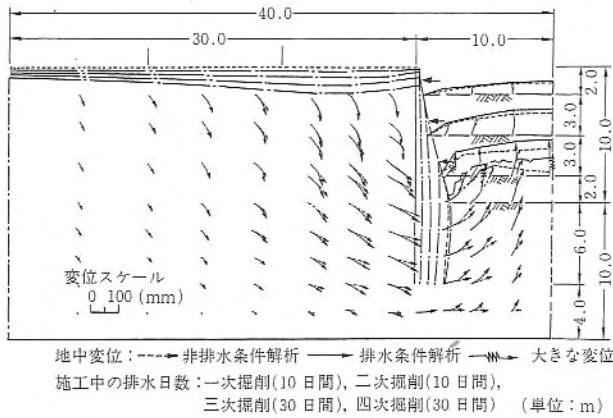 40.0
30.0
10.0
2.0
3.0
3.0
2.0
6.0
4.0
10.0
10.0
変位スケール
0 100 (mm)
地中変位：┄┄➤ 非排水条件解析 ──➤ 排水条件解析 ➤ 大きな変位
施工中の排水日数：一次掘削(10日間), 二次掘削(10日間),
三次掘削(30日間), 四次掘削(30日間) (単位：m)